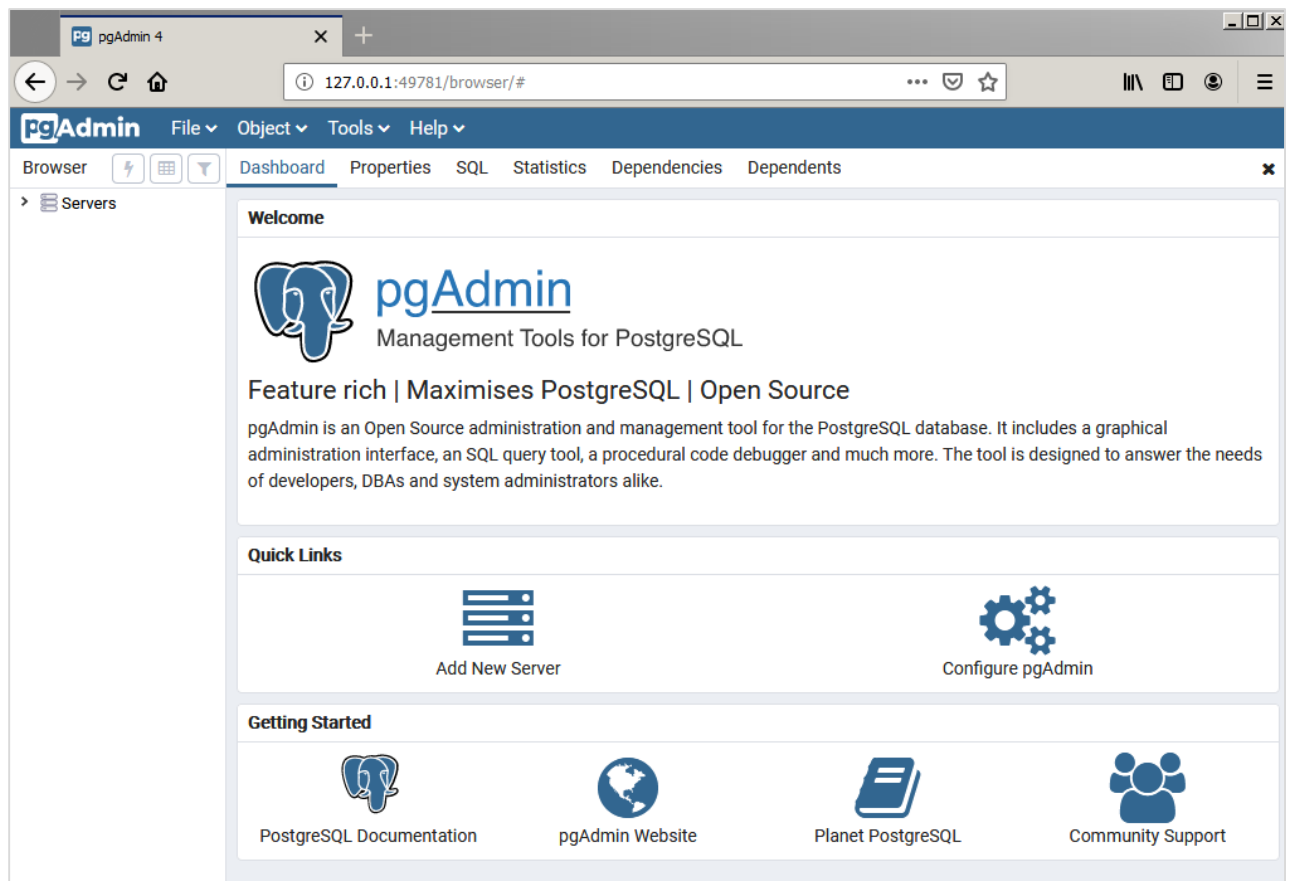 Pg pgAdmin 4
127.0.0.1:49781/browser/#
pgAdmin File Object Tools Help
Browser Dashboard Properties SQL Statistics Dependencies Dependents
Servers
Welcome
pgAdmin
Management Tools for PostgreSQL
Feature rich | Maximises PostgreSQL | Open Source
pgAdmin is an Open Source administration and management tool for the PostgreSQL database. It includes a graphical
administration interface, an SQL query tool, a procedural code debugger and much more. The tool is designed to answer the needs
of developers, DBAs and system administrators alike.
Quick Links
Add New Server Configure pgAdmin
Getting Started
PostgreSQL Documentation pgAdmin Website Planet PostgreSQL Community Support